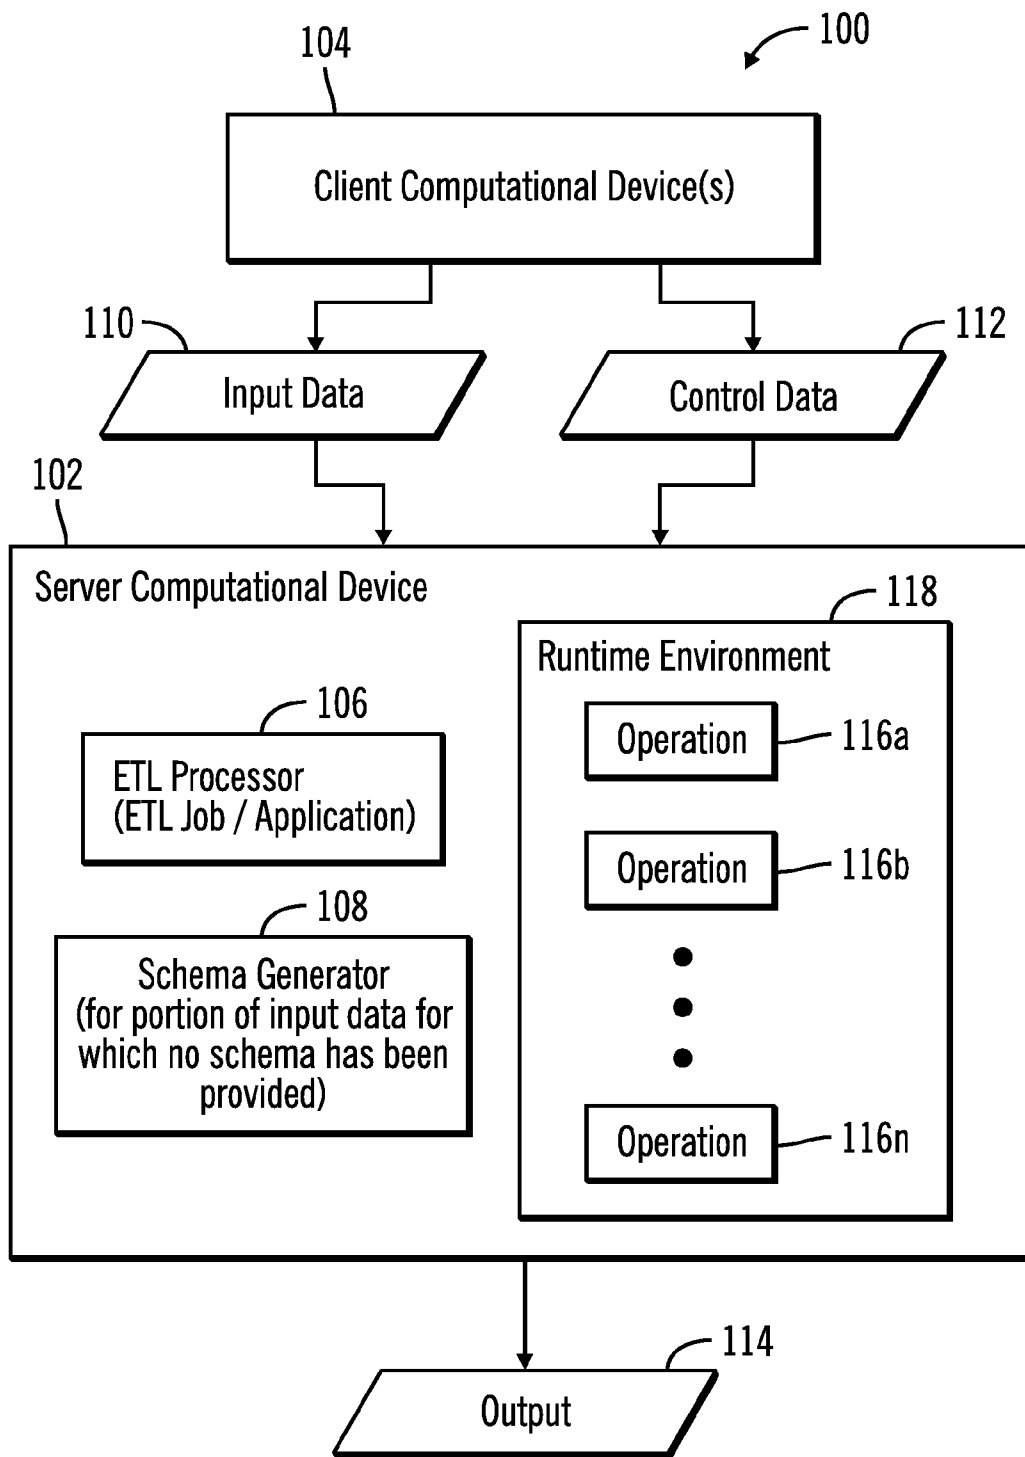 100
104
Client Computational Device(s)
110
112
Input Data
Control Data
102
Server Computational Device
118
Runtime Environment
106
ETL Processor
(ETL Job / Application)
108
Schema Generator
(for portion of input data for
which no schema has been
provided)
Operation
116a
Operation
116b
Operation
116n
114
Output